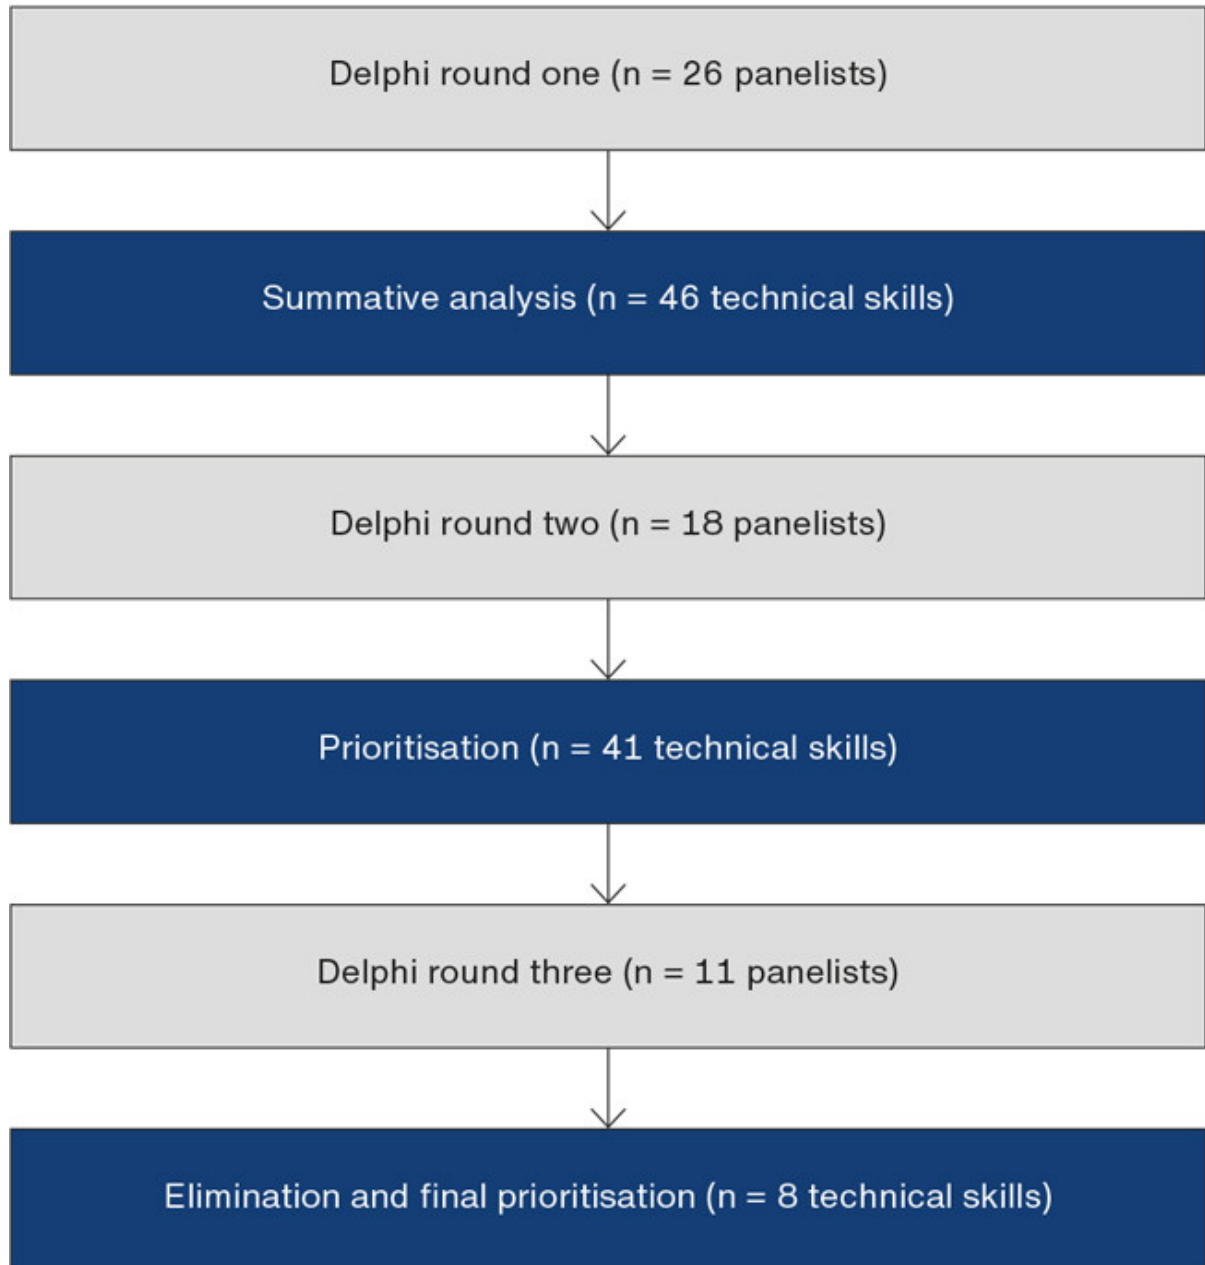 Delphi round one (n = 26 panelists)
Summative analysis (n = 46 technical skills)
Delphi round two (n = 18 panelists)
Prioritisation (n = 41 technical skills)
Delphi round three (n = 11 panelists)
Elimination and final prioritisation (n = 8 technical skills)